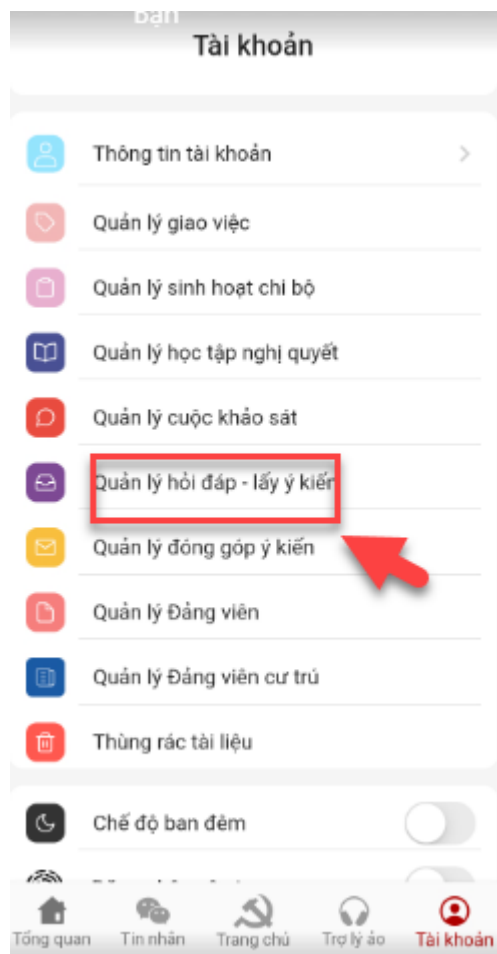 Bạn
Tài khoản
Thông tin tài khoản
Quản lý giao việc
Quản lý sinh hoạt chi bộ
Quản lý học tập nghị quyết
Quản lý cuộc khảo sát
Quản lý hỏi đáp - lấy ý kiến
Quản lý đóng góp ý kiến
Quản lý Đảng viên
Quản lý Đảng viên cư trú
Thùng rác tài liệu
Chế độ ban đêm
Tổng quan Tin nhắn Trang chủ Trợ lý ảo Tài khoản